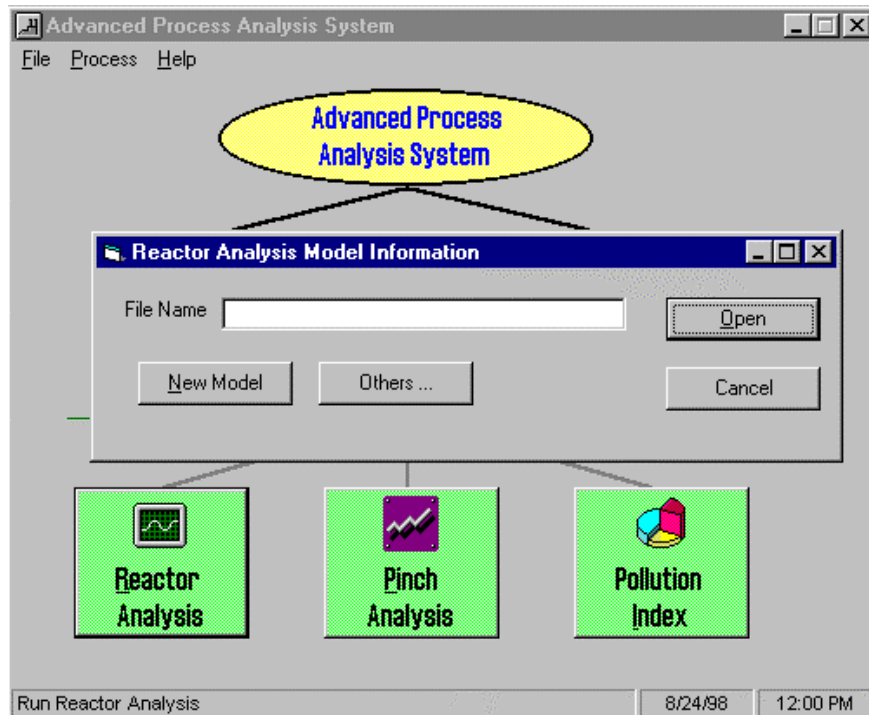 Advanced Process Analysis System
File Process Help
Advanced Process
Analysis System
Reactor Analysis Model Information
File Name
Open
New Model
Others ...
Cancel
Reactor
Analysis
Pinch
Analysis
Pollution
Index
Run Reactor Analysis
8/24/98
12:00 PM